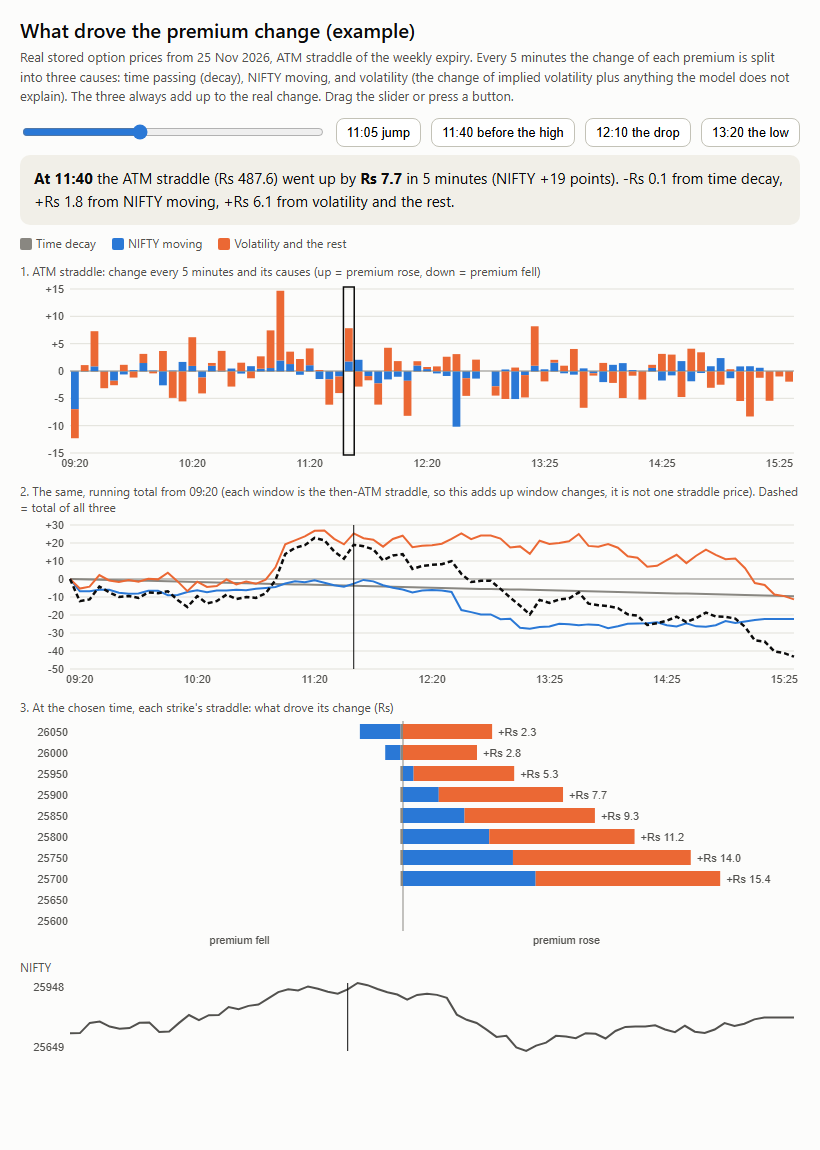 What drove the premium change (example)
Real stored option prices from 25 Nov 2026, ATM straddle of the weekly expiry. Every 5 minutes the change of each premium is split
into three causes: time passing (decay), NIFTY moving, and volatility (the change of implied volatility plus anything the model does not
explain). The three always add up to the real change. Drag the slider or press a button.
11:05 jump 11:40 before the high 12:10 the drop 13:20 the low
At 11:40 the ATM straddle (Rs 487.6) went up by Rs 7.7 in 5 minutes (NIFTY +19 points). -Rs 0.1 from time decay,
+Rs 1.8 from NIFTY moving, +Rs 6.1 from volatility and the rest.
Time decay NIFTY moving Volatility and the rest
1. ATM straddle: change every 5 minutes and its causes (up = premium rose, down = premium fell)
+15
+10
+5
0
-5
-10
-15
09:20 10:20 11:20 12:20 13:25 14:25 15:25
2. The same, running total from 09:20 (each window is the then-ATM straddle, so this adds up window changes, it is not one straddle price). Dashed
= total of all three
+30
+20
+10
0
-10
-20
-30
-40
-50
09:20 10:20 11:20 12:20 13:25 14:25 15:25
3. At the chosen time, each strike's straddle: what drove its change (Rs)
26050 +Rs 2.3
26000 +Rs 2.8
25950 +Rs 5.3
25900 +Rs 7.7
25850 +Rs 9.3
25800 +Rs 11.2
25750 +Rs 14.0
25700 +Rs 15.4
25650
25600
premium fell premium rose
NIFTY
25948
25649